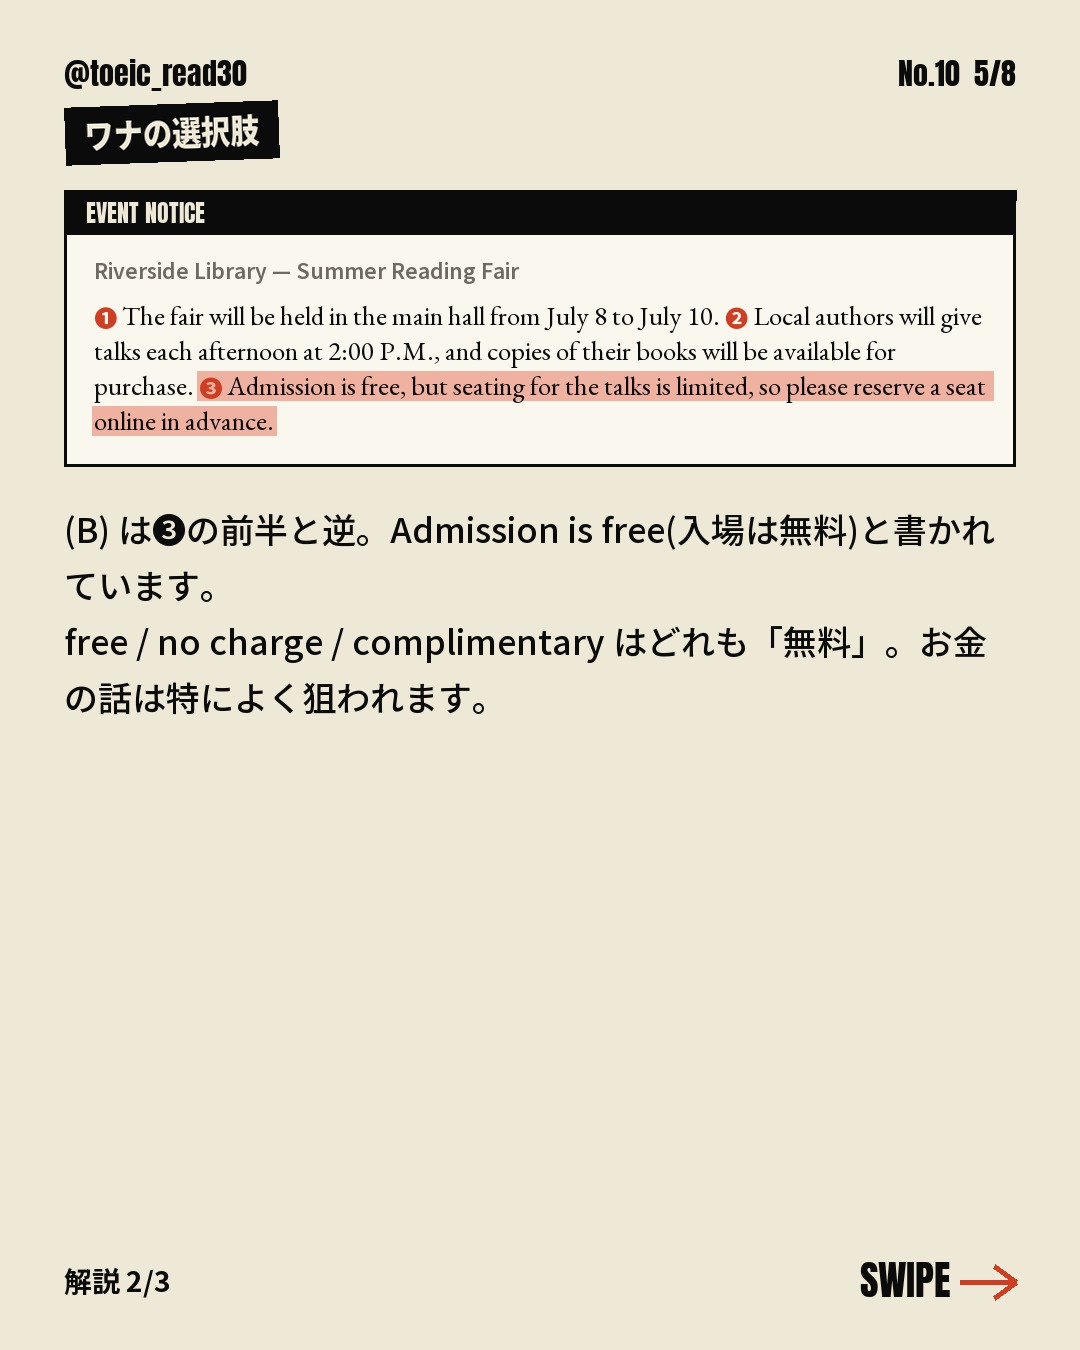 @toeic_read30
No.10 5/8
ワナの選択肢
EVENT NOTICE
Riverside Library — Summer Reading Fair
❶ The fair will be held in the main hall from July 8 to July 10. ❷ Local authors will give
talks each afternoon at 2:00 P.M., and copies of their books will be available for
purchase. ❸ Admission is free, but seating for the talks is limited, so please reserve a seat
online in advance.
(B) は❸の前半と逆。Admission is free(入場は無料)と書かれ
ています。
free / no charge / complimentary はどれも「無料」。お金
の話は特によく狙われます。
解説 2/3
SWIPE →